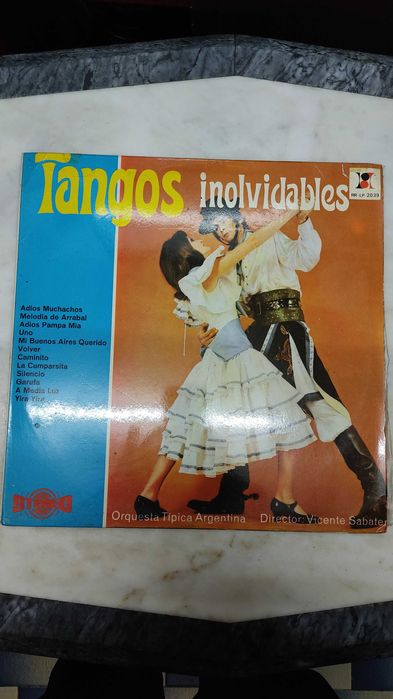 Tangos inolvidables
RR-LP-2039
Adios Muchachos
Melodia de Arrabal
Adios Pampa Mia
Uno
Mi Buenos Aires Querido
Volver
Caminito
La Cumparsita
Silencio
Garufa
A Media Luz
Yira Yira
Orquesta Típica Argentina Director Vicente Sabater